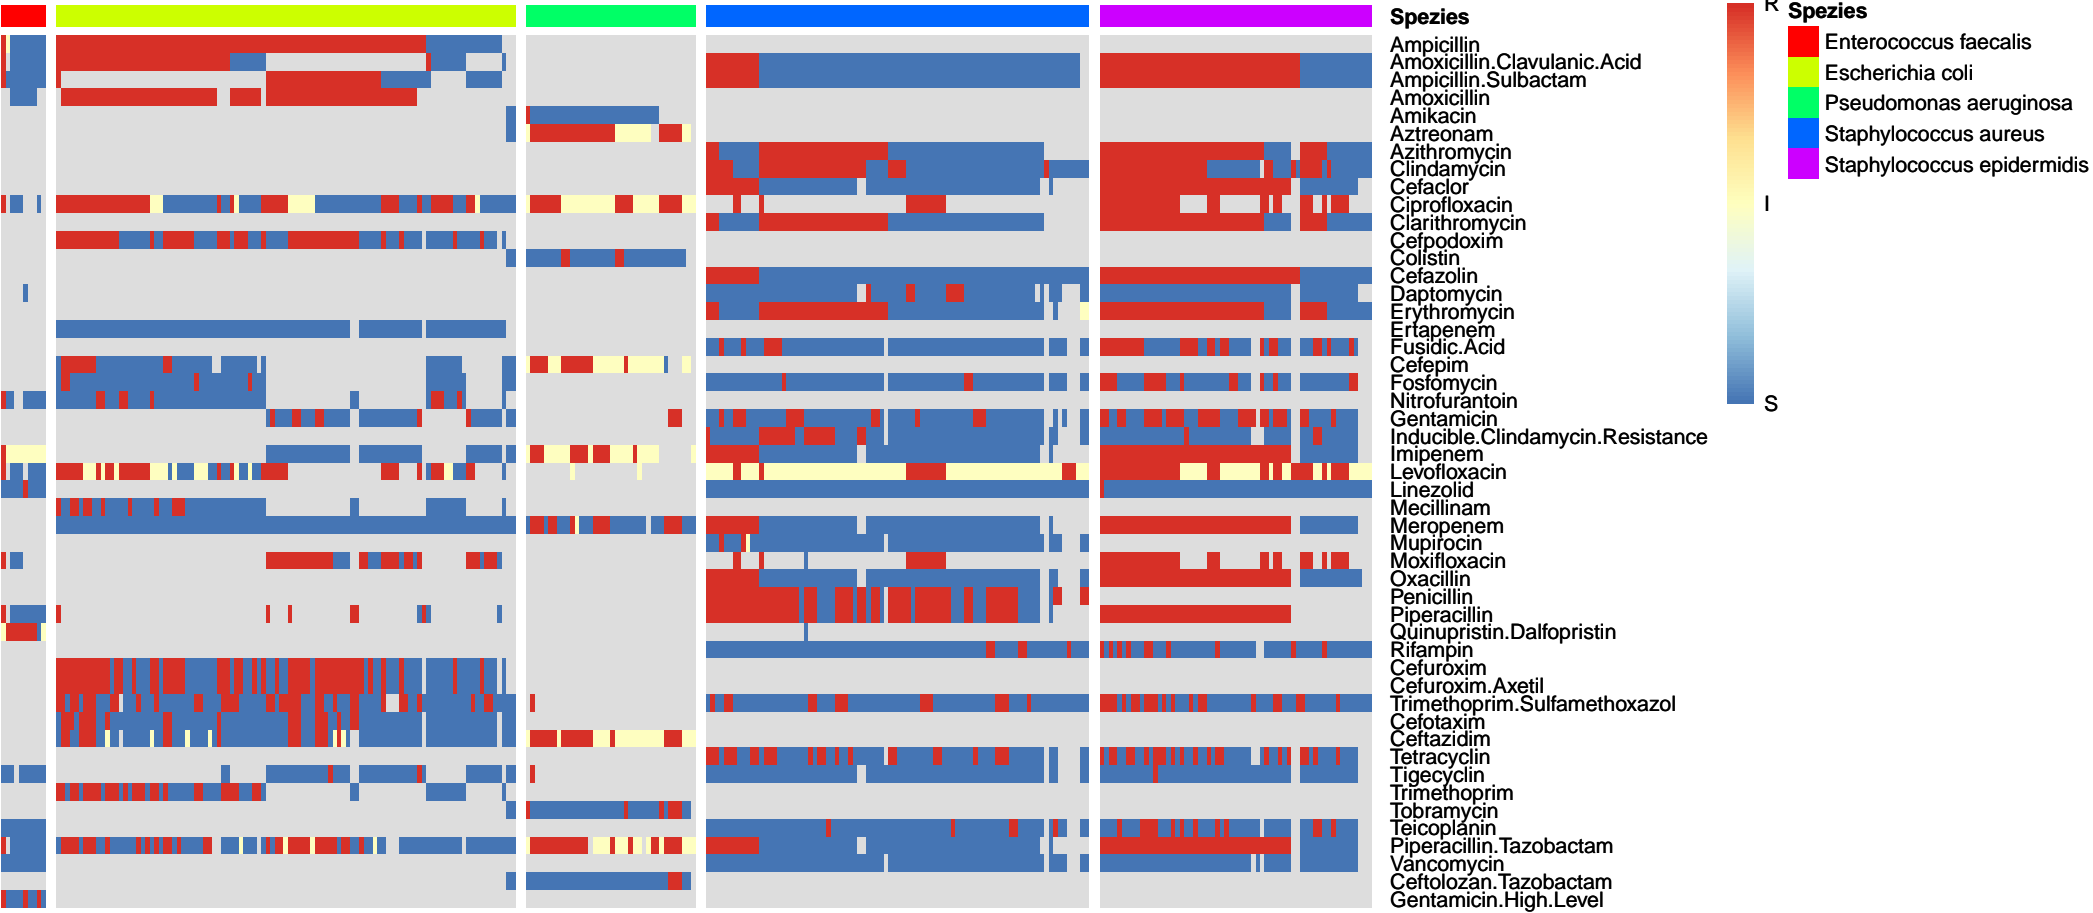 Spezies
Ampicillin
Amoxicillin.Clavulanic.Acid
Ampicillin.Sulbactam
Amoxicillin
Amikacin
Aztreonam
Azithromycin
Clindamycin
Cefaclor
Ciprofloxacin
Clarithromycin
Cefpodoxim
Colistin
Cefazolin
Daptomycin
Erythromycin
Ertapenem
Fusidic.Acid
Cefepim
Fosfomycin
Nitrofurantoin
Gentamicin
Inducible.Clindamycin.Resistance
Imipenem
Levofloxacin
Linezolid
Mecillinam
Meropenem
Mupirocin
Moxifloxacin
Oxacillin
Penicillin
Piperacillin
Quinupristin.Dalfopristin
Rifampin
Cefuroxim
Cefuroxim.Axetil
Trimethoprim.Sulfamethoxazol
Cefotaxim
Ceftazidim
Tetracyclin
Tigecyclin
Trimethoprim
Tobramycin
Teicoplanin
Piperacillin.Tazobactam
Vancomycin
Ceftolozan.Tazobactam
Gentamicin.High.Level
R
I
S
Spezies
Enterococcus faecalis
Escherichia coli
Pseudomonas aeruginosa
Staphylococcus aureus
Staphylococcus epidermidis